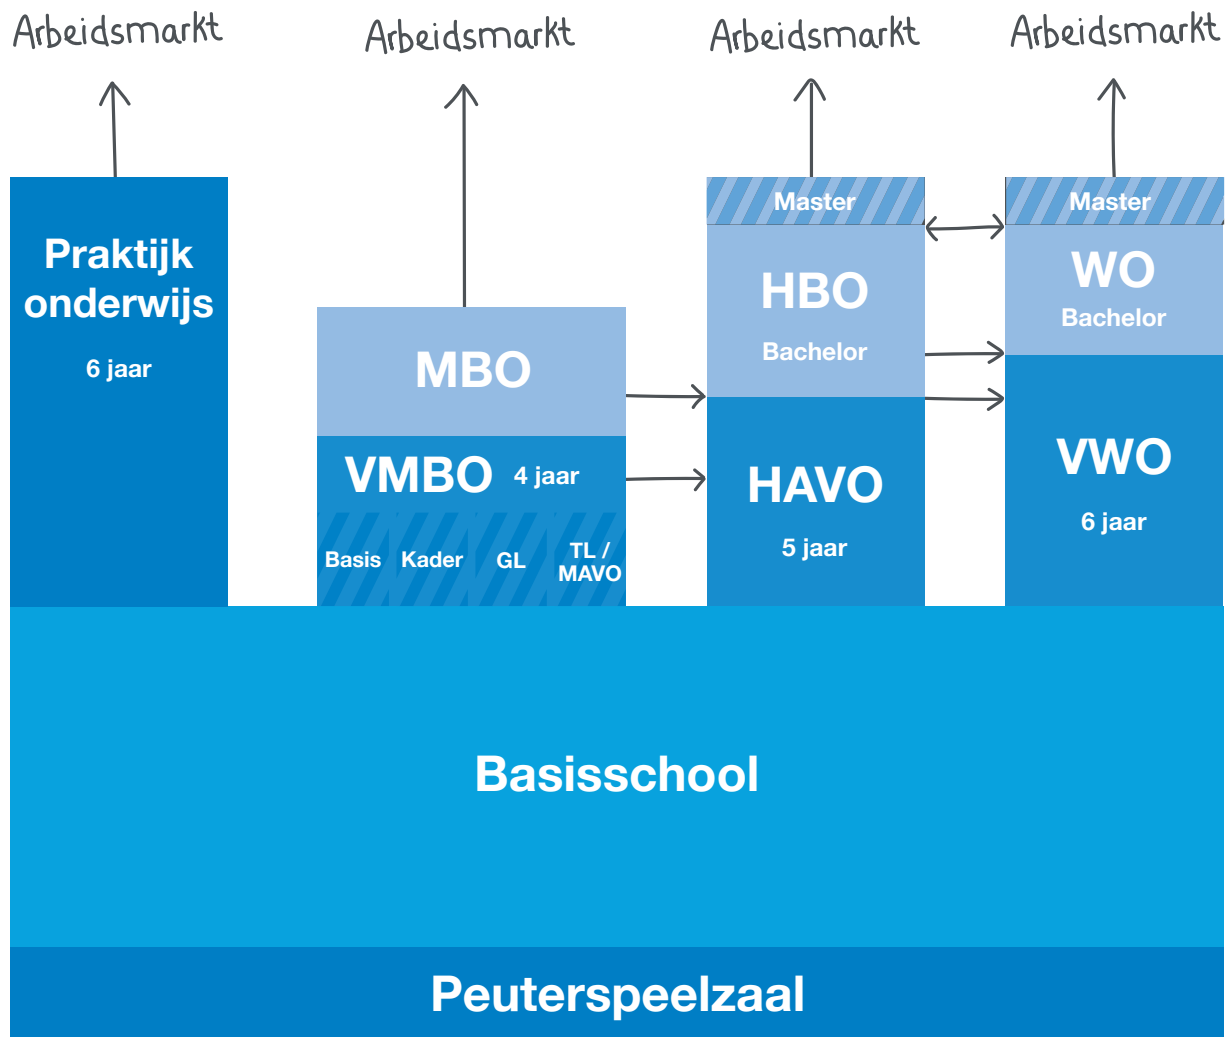 Arbeidsmarkt
Arbeidsmarkt
Arbeidsmarkt
Arbeidsmarkt
Praktijk
onderwijs
6 jaar
MBO
VMBO 4 jaar
Basis
Kader
GL
TL /
MAVO
Master
HBO
Bachelor
HAVO
5 jaar
Master
WO
Bachelor
VWO
6 jaar
Basisschool
Peuterspeelzaal